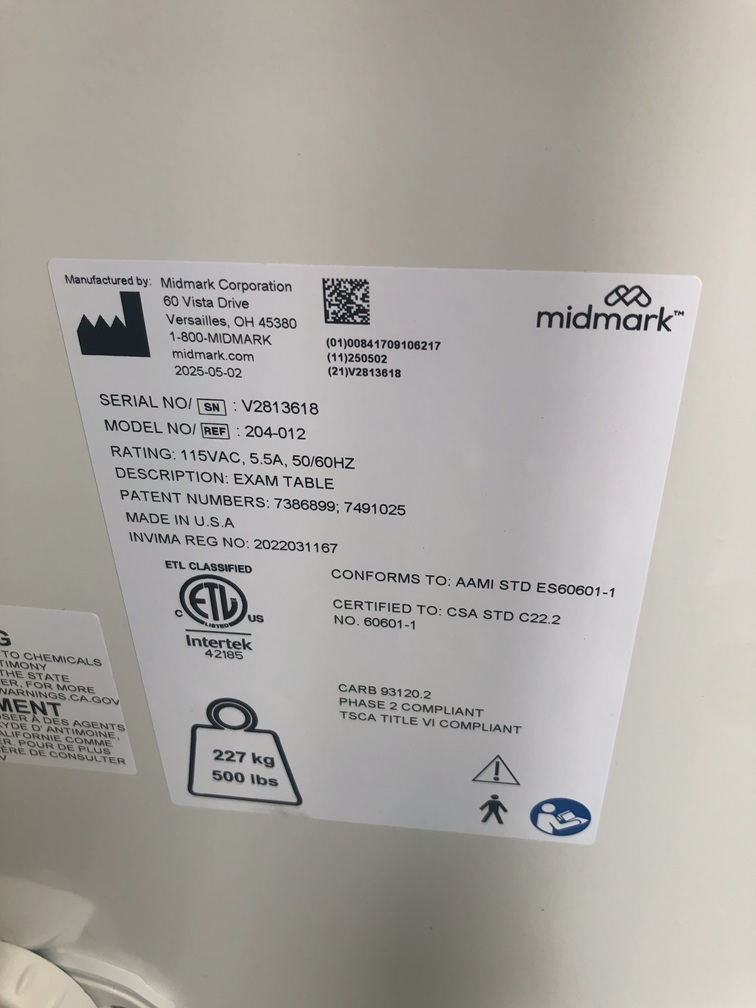 Manufactured by: Midmark Corporation
60 Vista Drive
Versailles, OH 45380
1-800-MIDMARK
midmark.com
2025-05-02
(01)00841709106217
(11)250502
(21)V2813618
midmark™
SERIAL NO/ SN : V2813618
MODEL NO/ REF : 204-012
RATING: 115VAC, 5.5A, 50/60HZ
DESCRIPTION: EXAM TABLE
PATENT NUMBERS: 7386899; 7491025
MADE IN U.S.A
INVIMA REG NO: 2022031167
ETL CLASSIFIED
C ETL US
LISTED
Intertek
42185
CONFORMS TO: AAMI STD ES60601-1
CERTIFIED TO: CSA STD C22.2
NO. 60601-1
CARB 93120.2
PHASE 2 COMPLIANT
TSCA TITLE VI COMPLIANT
227 kg
500 lbs
G
TO CHEMICALS
TIMONY
THE STATE
ER, FOR MORE
WARNINGS.CA.GOV
MENT
SER À DES AGENTS
YDE D'ANTIMOINE,
ALIFORNIE COMME
R. POUR DE PLUS
ÈRE DE CONSULTER
V